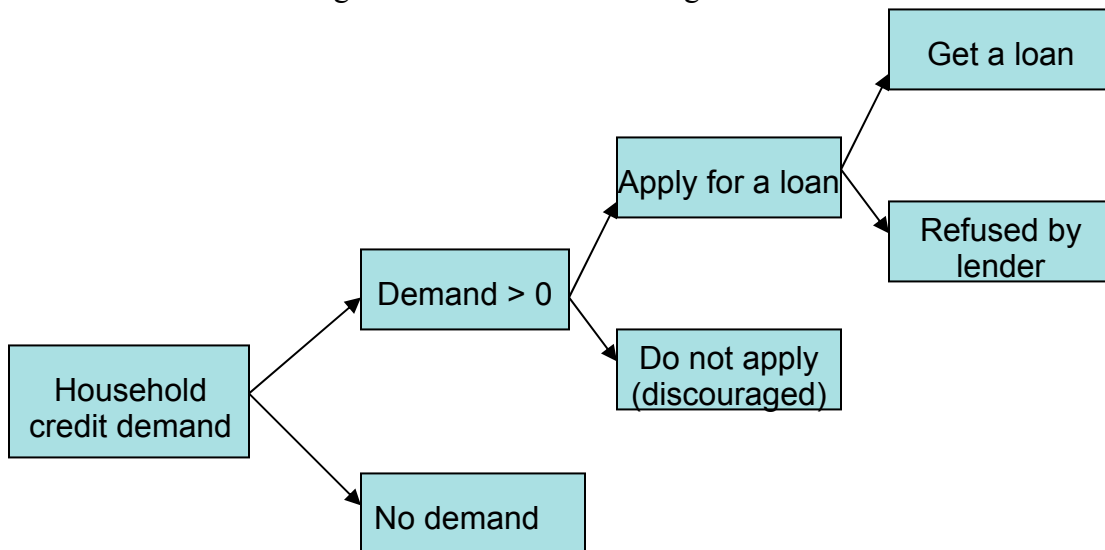 Get a loan
Apply for a loan
Refused by
lender
Demand > 0
Do not apply
(discouraged)
Household
credit demand
No demand